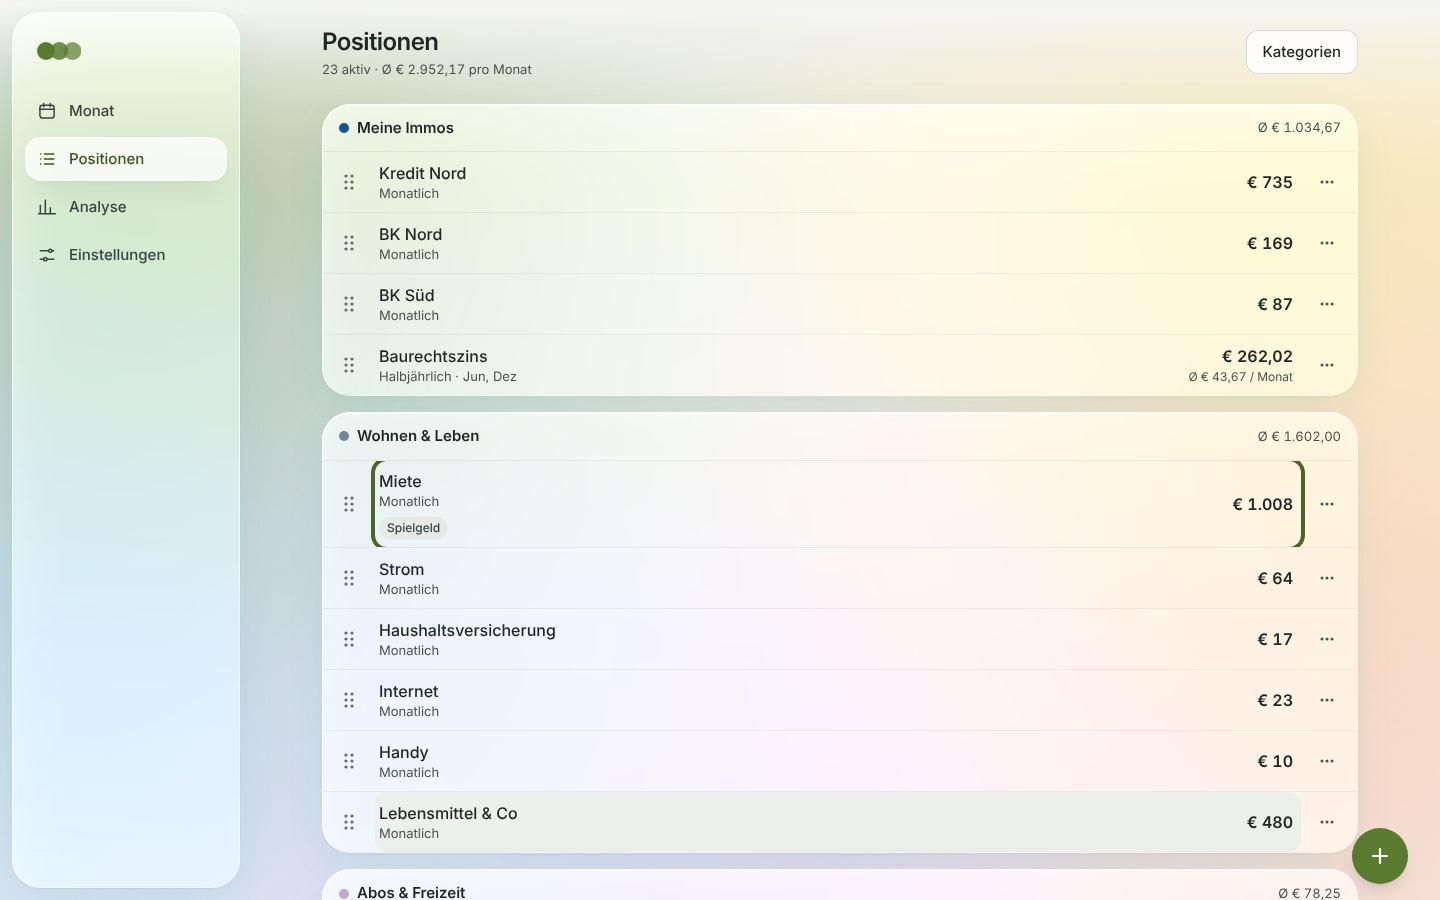 Monat
Positionen
Analyse
Einstellungen
Positionen
23 aktiv · Ø € 2.952,17 pro Monat
Kategorien
Meine Immos
Ø € 1.034,67
Kredit Nord
Monatlich
€ 735
BK Nord
Monatlich
€ 169
BK Süd
Monatlich
€ 87
Baurechtszins
Halbjährlich · Jun, Dez
€ 262,02
Ø € 43,67 / Monat
Wohnen & Leben
Ø € 1.602,00
Miete
Monatlich
Spielgeld
€ 1.008
Strom
Monatlich
€ 64
Haushaltsversicherung
Monatlich
€ 17
Internet
Monatlich
€ 23
Handy
Monatlich
€ 10
Lebensmittel & Co
Monatlich
€ 480
Abos & Freizeit
Ø € 78,25